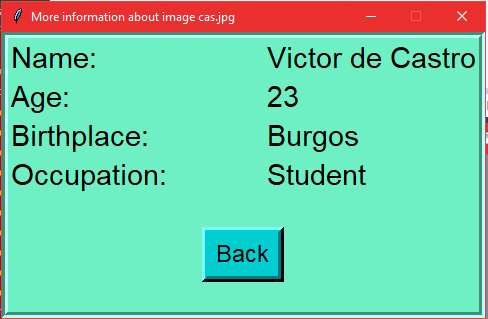 More information about image cas.jpg
Name: Victor de Castro
Age: 23
Birthplace: Burgos
Occupation: Student
Back